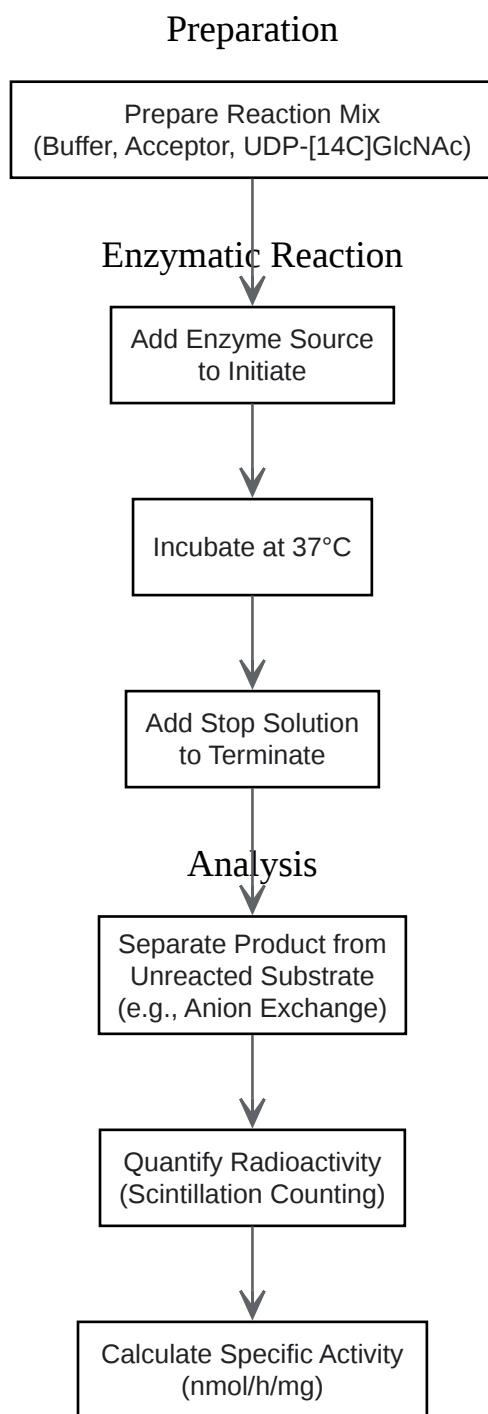 Preparation
Prepare Reaction Mix
(Buffer, Acceptor, UDP-[14C]GlcNAc)
Enzymatic Reaction
Add Enzyme Source
to Initiate
Incubate at 37°C
Add Stop Solution
to Terminate
Analysis
Separate Product from
Unreacted Substrate
(e.g., Anion Exchange)
Quantify Radioactivity
(Scintillation Counting)
Calculate Specific Activity
(nmol/h/mg)